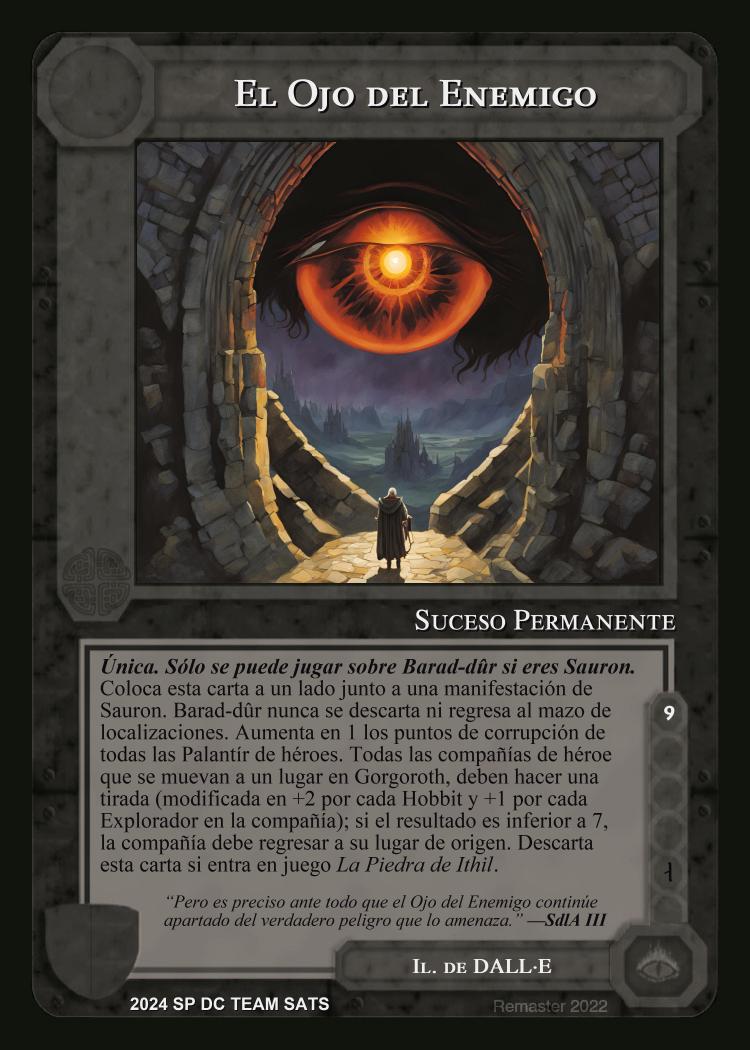 El Ojo del Enemigo
Suceso Permanente
Única. Sólo se puede jugar sobre Barad-dûr si eres Sauron.
Coloca esta carta a un lado junto a una manifestación de
Sauron. Barad-dûr nunca se descarta ni regresa al mazo de
localizaciones. Aumenta en 1 los puntos de corrupción de
todas las Palantír de héroes. Todas las compañías de héroe
que se muevan a un lugar en Gorgoroth, deben hacer una
tirada (modificada en +2 por cada Hobbit y +1 por cada
Explorador en la compañía); si el resultado es inferior a 7,
la compañía debe regresar a su lugar de origen. Descarta
esta carta si entra en juego La Piedra de Ithil.
9
“Pero es preciso ante todo que el Ojo del Enemigo continúe
apartado del verdadero peligro que lo amenaza.” —SdlA III
Il. de DALL·E
2024 SP DC TEAM SATS
Remaster 2022